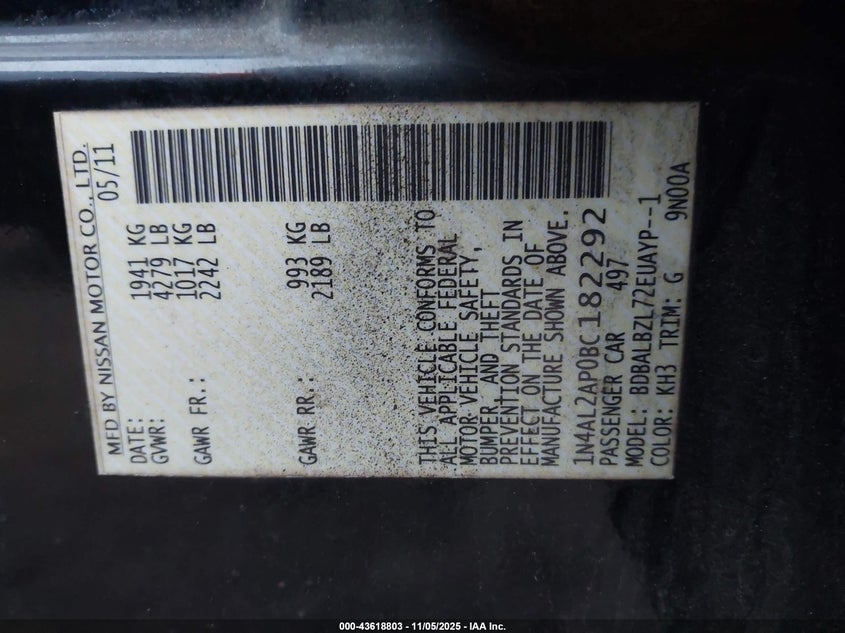 MFD BY NISSAN MOTOR CO., LTD.
DATE: 05/11
GVWR: 1941 KG
4279 LB
GAWR FR.: 1017 KG
2242 LB
GAWR RR.: 993 KG
2189 LB
THIS VEHICLE CONFORMS TO
ALL APPLICABLE FEDERAL
MOTOR VEHICLE SAFETY,
BUMPER, AND THEFT
PREVENTION STANDARDS IN
EFFECT ON THE DATE OF
MANUFACTURE SHOWN ABOVE.
1N4AL2AP0BC182292
PASSENGER CAR 497
MODEL: BDBALBZL72EUAYP--1
COLOR: KH3 TRIM: G 9N00A
000-43618803 - 11/05/2025 - IAA Inc.